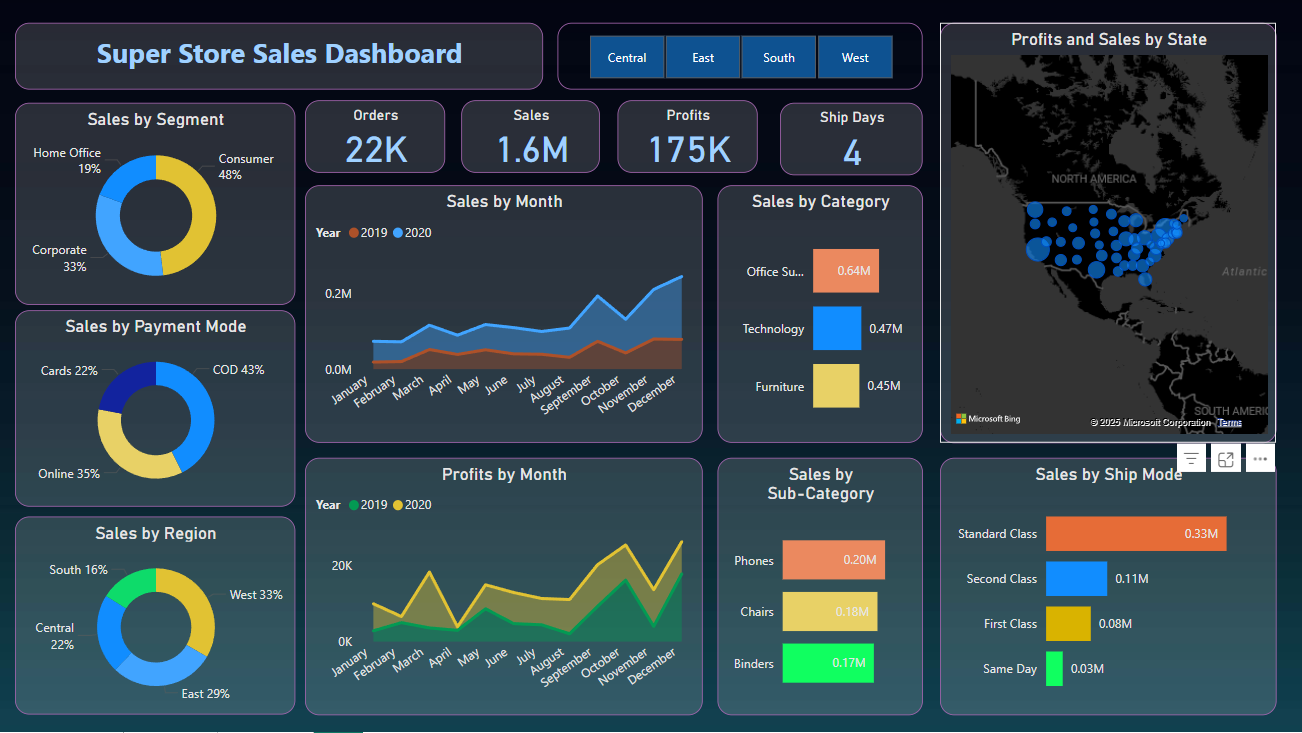 Super Store Sales Dashboard
Central
East
South
West
Profits and Sales by State
NORTH AMERICA
Atlantic
SOUTH AMERIC
Microsoft Bing
© 2025 Microsoft Corporation Terms
Sales by Segment
Home Office
19%
Consumer
48%
Corporate
33%
Orders
22K
Sales
1.6M
Profits
175K
Ship Days
4
Sales by Month
Year 2019 2020
0.2M
0.0M
January
February
March
April
May
June
July
August
September
October
November
December
Sales by Category
Office Su... 0.64M
Technology 0.47M
Furniture 0.45M
Sales by Payment Mode
Cards 22%
COD 43%
Online 35%
Profits by Month
Year 2019 2020
20K
0K
January
February
March
April
May
June
July
August
September
October
November
December
Sales by
Sub-Category
Phones 0.20M
Chairs 0.18M
Binders 0.17M
Sales by Ship Mode
Standard Class 0.33M
Second Class 0.11M
First Class 0.08M
Same Day 0.03M
Sales by Region
South 16%
West 33%
Central
22%
East 29%